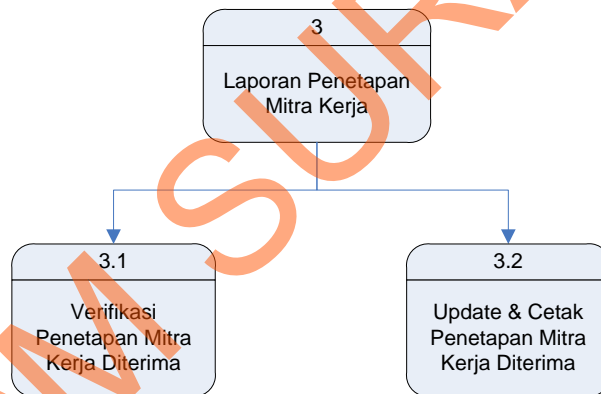 3
Laporan Penetapan
Mitra Kerja
3.1
Verifikasi
Penetapan Mitra
Kerja Diterima
3.2
Update & Cetak
Penetapan Mitra
Kerja Diterima
M SUR